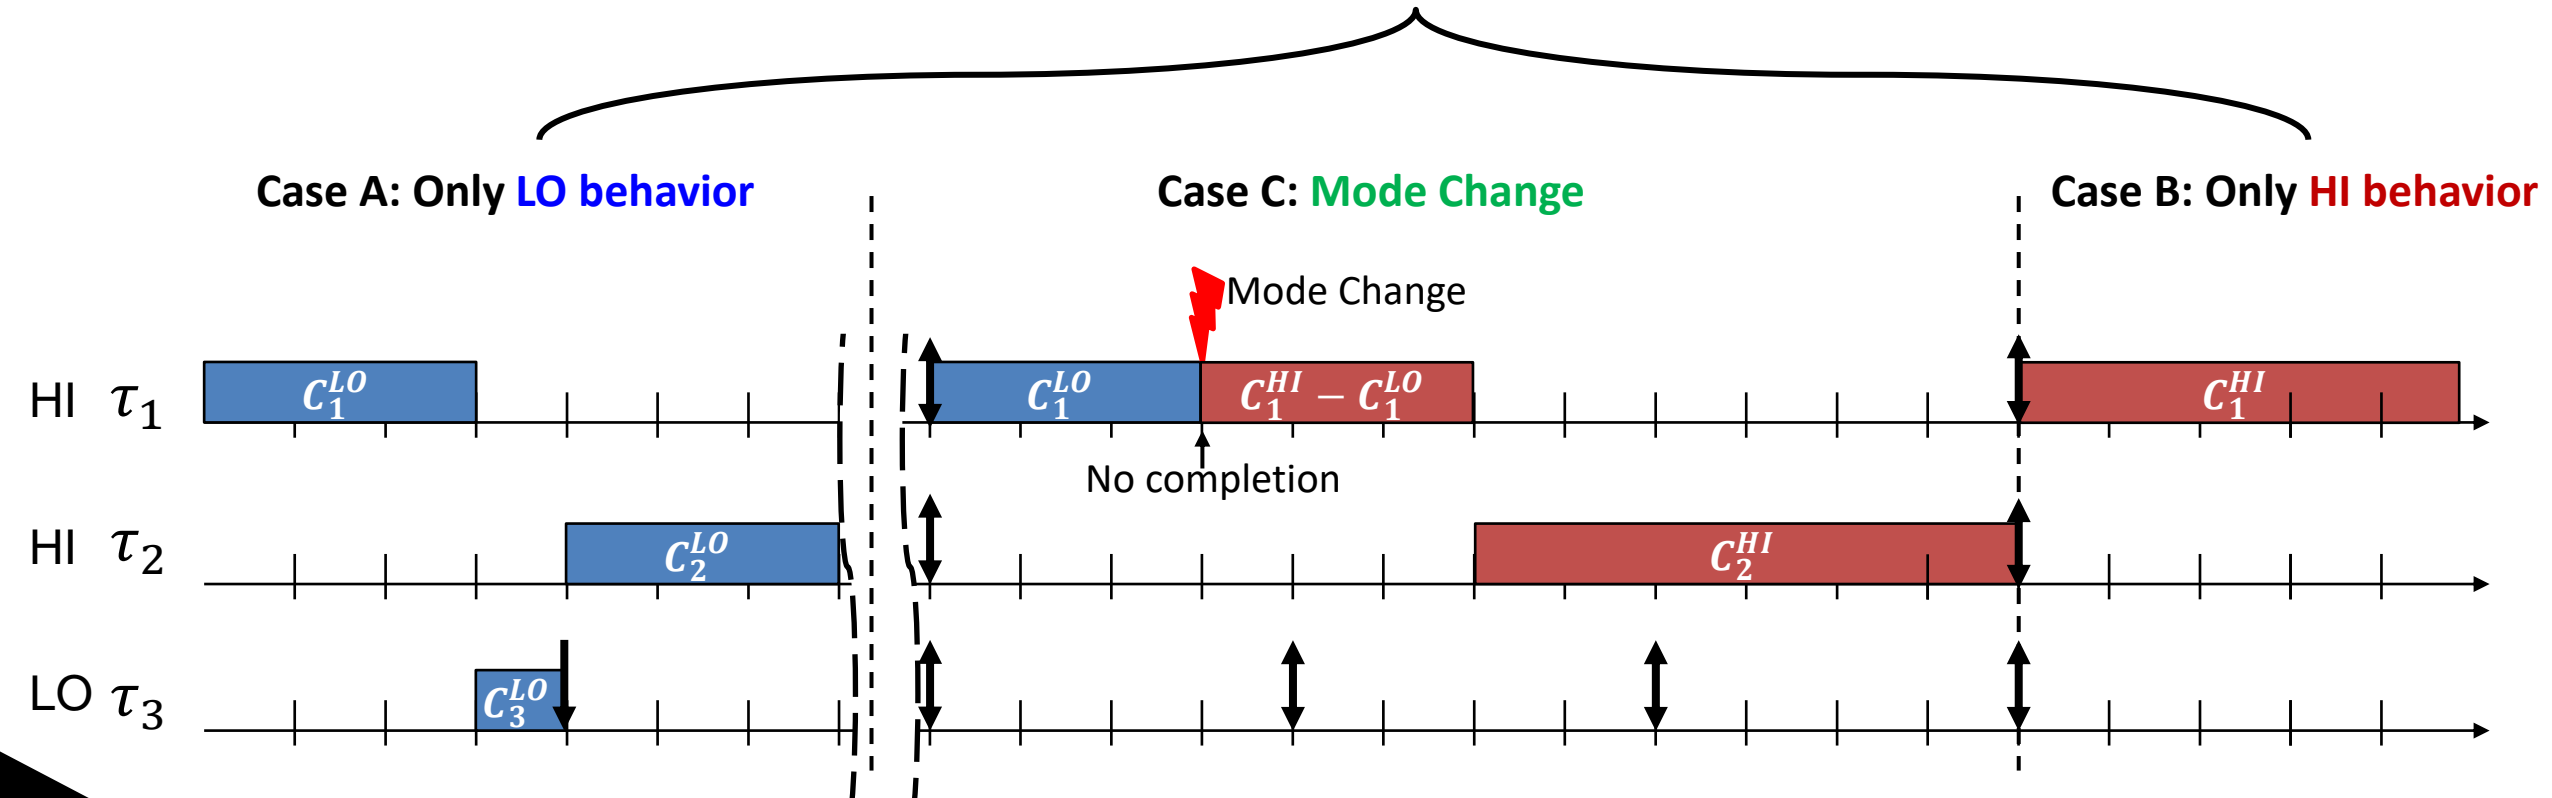 Case A: Only LO behavior
Case C: Mode Change
Case B: Only HI behavior
Mode Change
HI τ₁
C₁ᴸᴼ
C₁ᴸᴼ
C₁ᴴᴵ − C₁ᴸᴼ
C₁ᴴᴵ
No completion
HI τ₂
C₂ᴸᴼ
C₂ᴴᴵ
LO τ₃
C₃ᴸᴼ